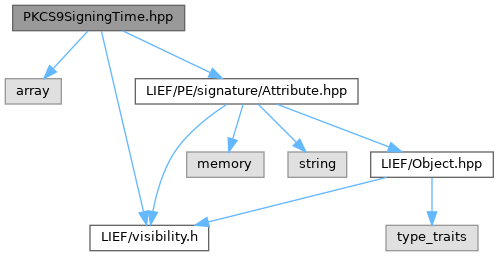 PKCS9SigningTime.hpp
array
LIEF/PE/signature/Attribute.hpp
memory
string
LIEF/Object.hpp
LIEF/visibility.h
type_traits